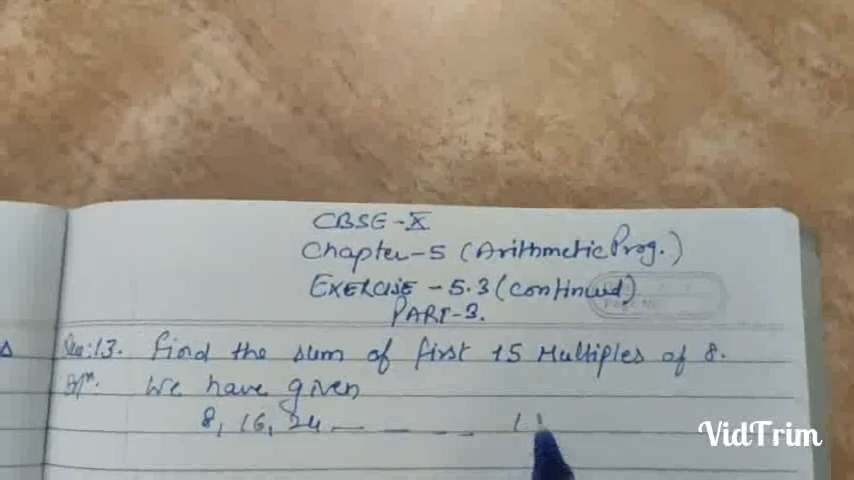 CBSE-X
Chapter-5 (Arithmetic Prog.)
EXERCISE - 5.3 (continued)
PART-3.
Que:13. Find the sum of first 15 Multiples of 8.
We have given
8, 16, 24 — — —
VidTrim